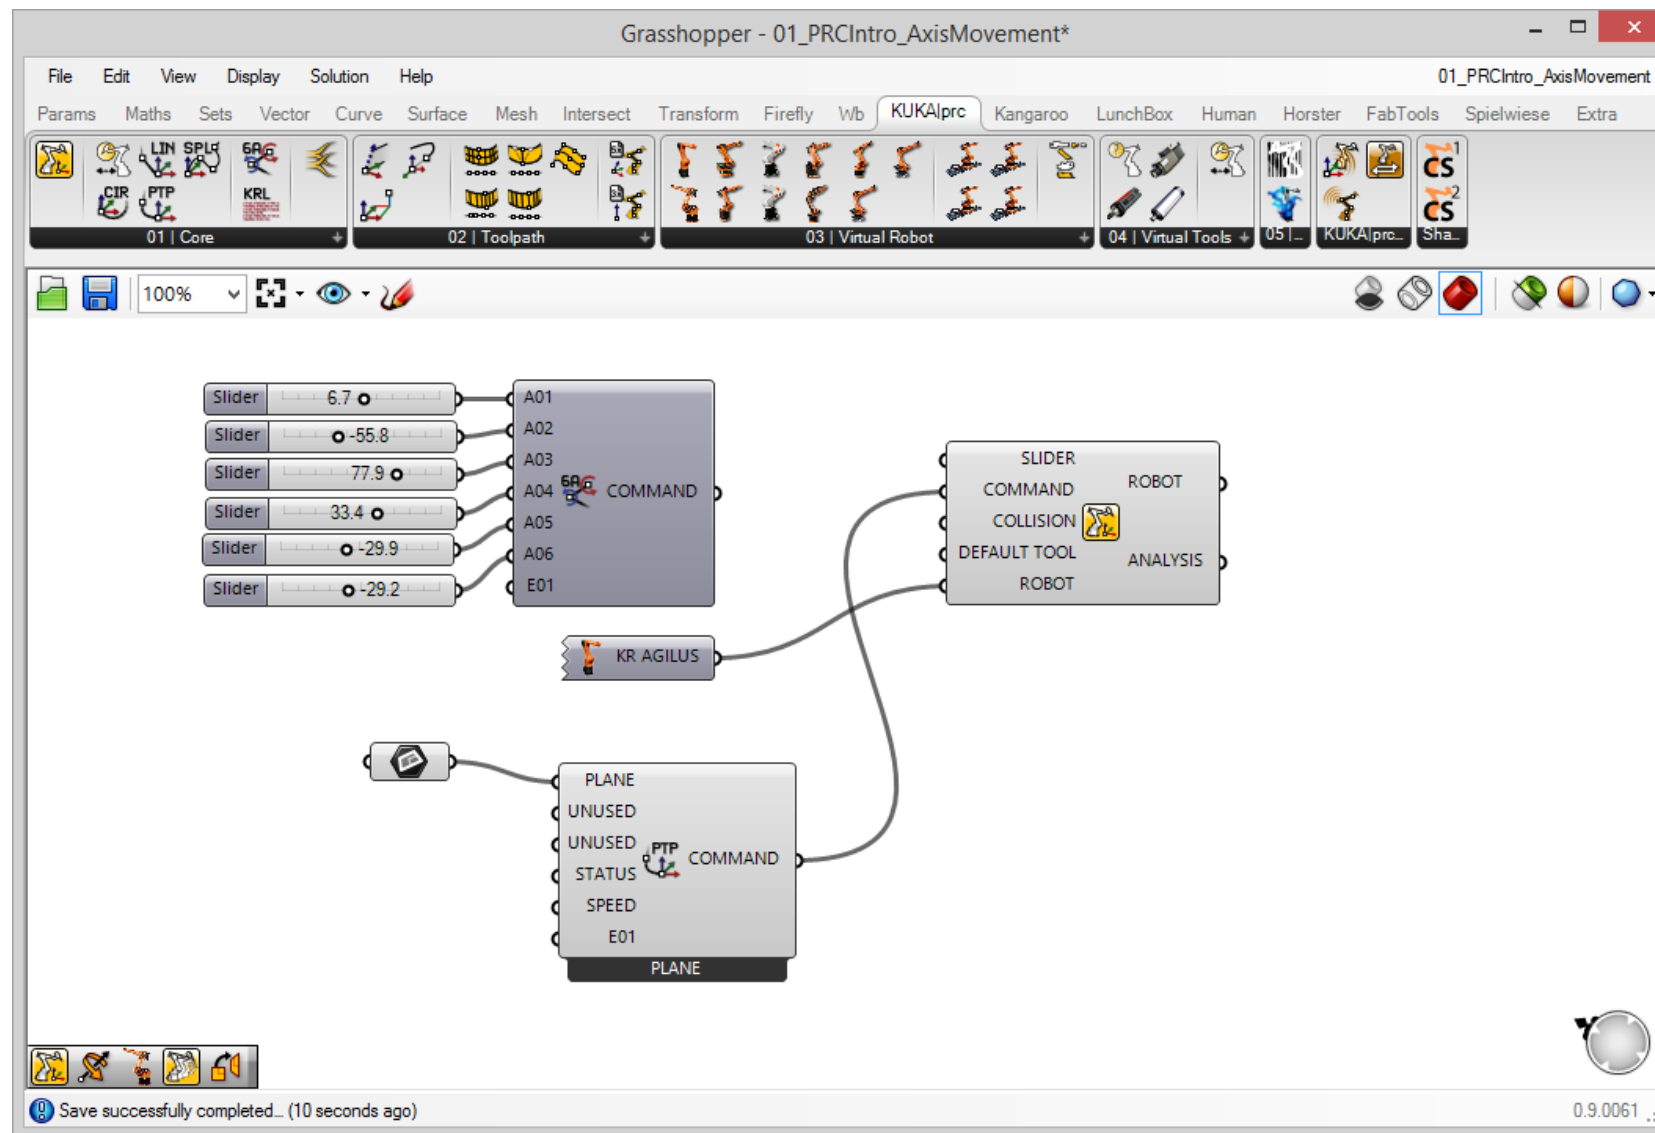 Grasshopper - 01_PRCIntro_AxisMovement*
File Edit View Display Solution Help 01_PRCIntro_AxisMovement
Params Maths Sets Vector Curve Surface Mesh Intersect Transform Firefly Wb KUKA|prc Kangaroo LunchBox Human Horster FabTools Spielwiese Extra
LIN SPL 6AC
CIR PTP KRL
CS 1
CS 2
01 | Core 02 | Toolpath 03 | Virtual Robot 04 | Virtual Tools 05 |... KUKA|prc... Sha...
100%
Slider 6.7
Slider -55.8
Slider 77.9
Slider 33.4
Slider -29.9
Slider -29.2
A01
A02
A03
A04 6AC COMMAND
A05
A06
E01
KR AGILUS
SLIDER
COMMAND
COLLISION
DEFAULT TOOL
ROBOT
ROBOT
ANALYSIS
PLANE
UNUSED
UNUSED
STATUS
SPEED
E01
PTP COMMAND
PLANE
Save successfully completed... (10 seconds ago) 0.9.0061